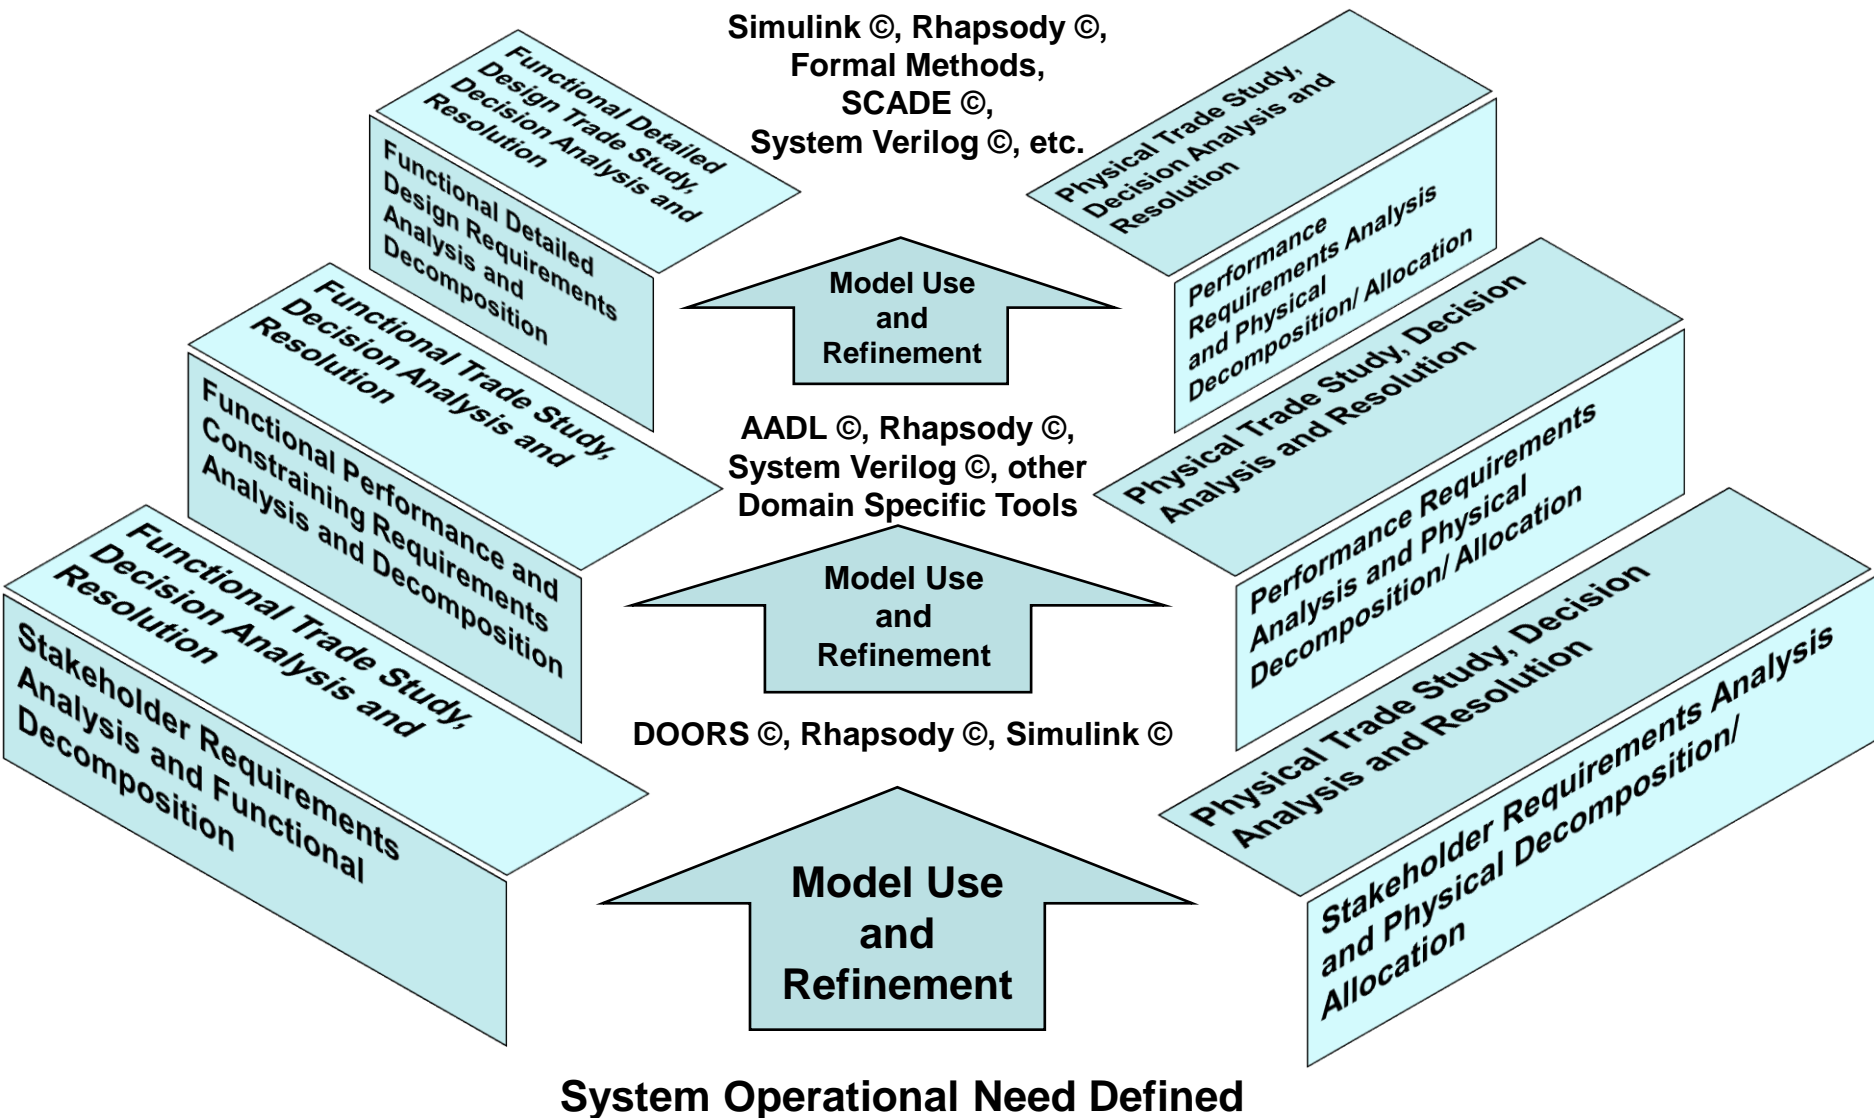 Simulink ©, Rhapsody ©,
Formal Methods,
SCADE ©,
System Verilog ©, etc.
Functional Detailed
Design Trade Study,
Decision Analysis and
Resolution
Functional Detailed
Design Requirements
Analysis and
Decomposition
Physical Trade Study,
Decision Analysis and
Resolution
Performance
Requirements Analysis
and Physical
Decomposition/ Allocation
Model Use
and
Refinement
Functional Trade Study,
Decision Analysis and
Resolution
Functional Performance and
Constraining Requirements
Analysis and Decomposition
AADL ©, Rhapsody ©,
System Verilog ©, other
Domain Specific Tools
Physical Trade Study, Decision
Analysis and Resolution
Performance Requirements
Analysis and Physical
Decomposition/ Allocation
Model Use
and
Refinement
Functional Trade Study,
Decision Analysis and
Resolution
Stakeholder Requirements
Analysis and Functional
Decomposition
DOORS ©, Rhapsody ©, Simulink ©
Physical Trade Study, Decision
Analysis and Resolution
Stakeholder Requirements Analysis
and Physical Decomposition/
Allocation
Model Use
and
Refinement
System Operational Need Defined